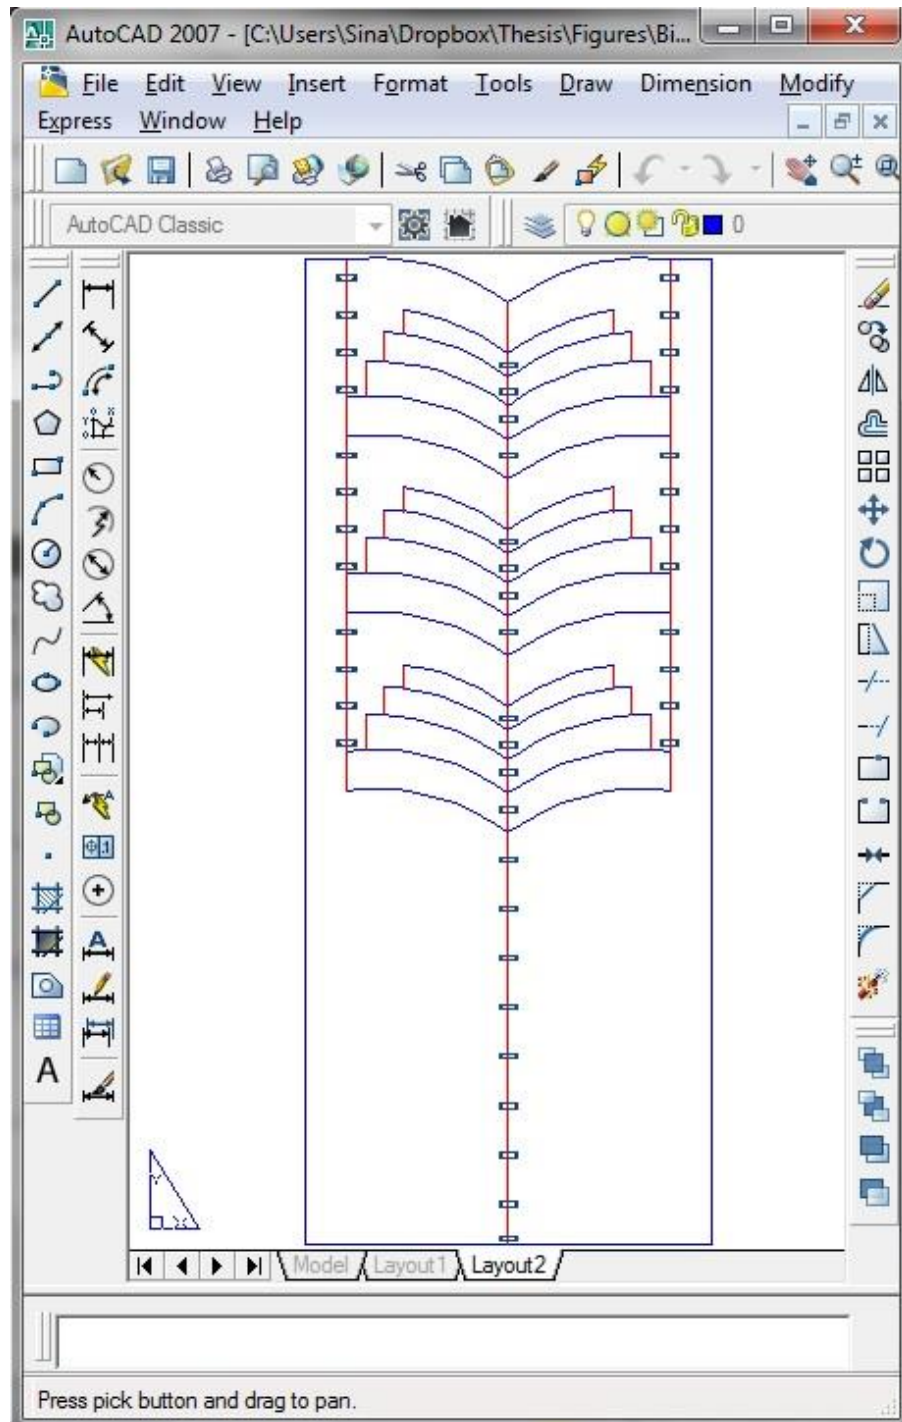 AutoCAD 2007 - [C:\Users\Sina\Dropbox\Thesis\Figures\Bi...
File Edit View Insert Format Tools Draw Dimension Modify
Express Window Help
AutoCAD Classic 0
A
A
Y
X
Model Layout1 Layout2
Press pick button and drag to pan.